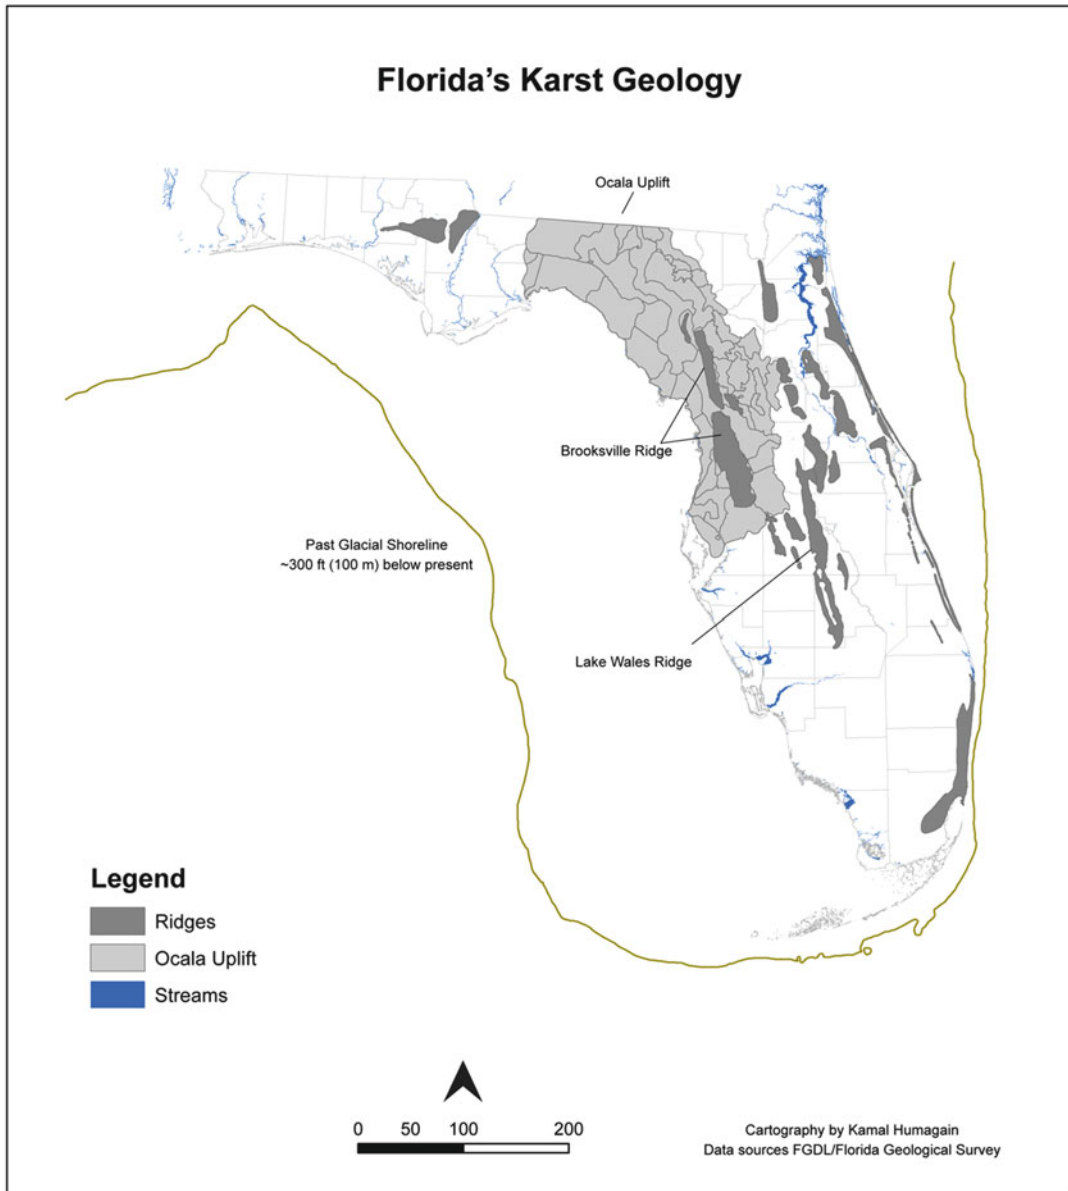 Florida's Karst Geology
Ocala Uplift
Brooksville Ridge
Past Glacial Shoreline
~300 ft (100 m) below present
Lake Wales Ridge
Legend
Ridges
Ocala Uplift
Streams
0 50 100 200
Cartography by Kamal Humagain
Data sources FGDL/Florida Geological Survey